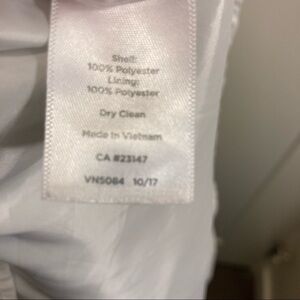 Shell:
100% Polyester
Lining:
100% Polyester
Dry Clean
Made in Vietnam
CA #23147
VN5084 10/17